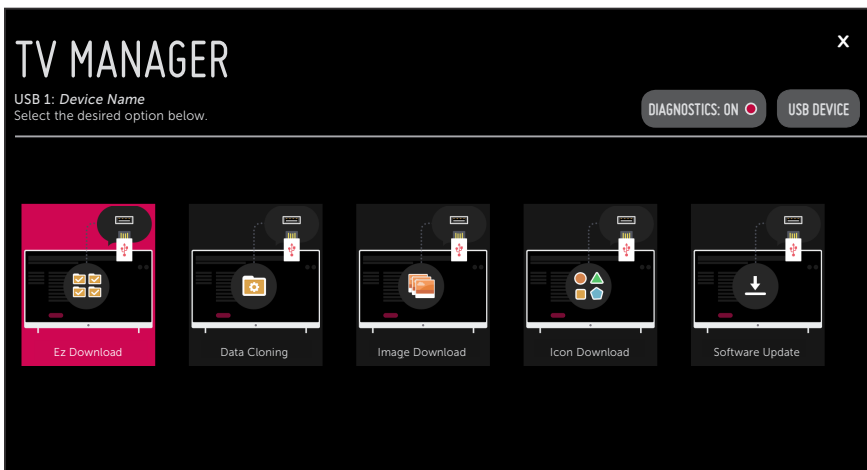 X
TV MANAGER
USB 1: Device Name
Select the desired option below.
DIAGNOSTICS: ON
USB DEVICE
Ez Download
Data Cloning
Image Download
Icon Download
Software Update